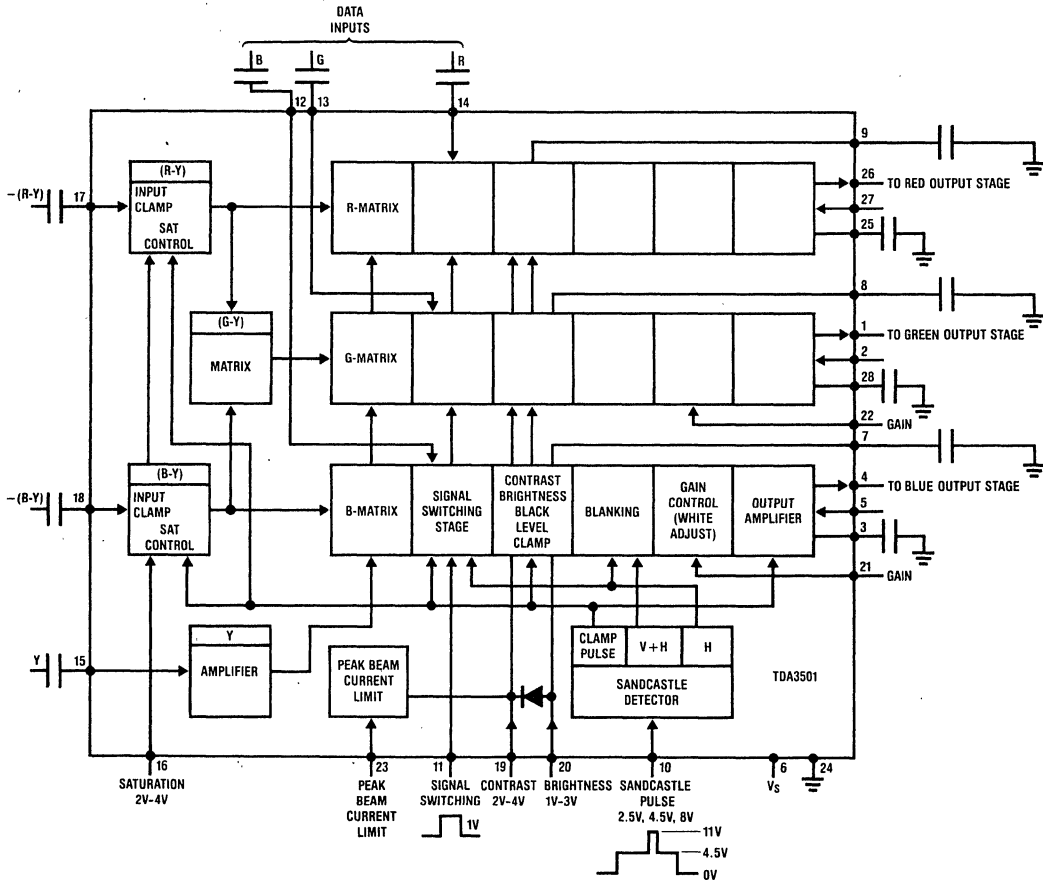 DATA
INPUTS
B
G
R
12
13
14
9
(R-Y)
INPUT
CLAMP
SAT
CONTROL
R-MATRIX
–(R-Y)
17
26
TO RED OUTPUT STAGE
27
25
8
(G-Y)
MATRIX
G-MATRIX
1
TO GREEN OUTPUT STAGE
2
28
22
GAIN
7
(B-Y)
INPUT
CLAMP
SAT
CONTROL
–(B-Y)
18
B-MATRIX
SIGNAL
SWITCHING
STAGE
CONTRAST
BRIGHTNESS
BLACK
LEVEL
CLAMP
BLANKING
GAIN
CONTROL
(WHITE
ADJUST)
OUTPUT
AMPLIFIER
4
TO BLUE OUTPUT STAGE
5
3
21
GAIN
Y
15
Y
AMPLIFIER
PEAK BEAM
CURRENT
LIMIT
CLAMP
PULSE
V+H
H
SANDCASTLE
DETECTOR
TDA3501
16
SATURATION
2V–4V
23
PEAK
BEAM
CURRENT
LIMIT
11
SIGNAL
SWITCHING
1V
19
CONTRAST
2V–4V
20
BRIGHTNESS
1V–3V
10
SANDCASTLE
PULSE
2.5V, 4.5V, 8V
11V
4.5V
0V
6
VS
24